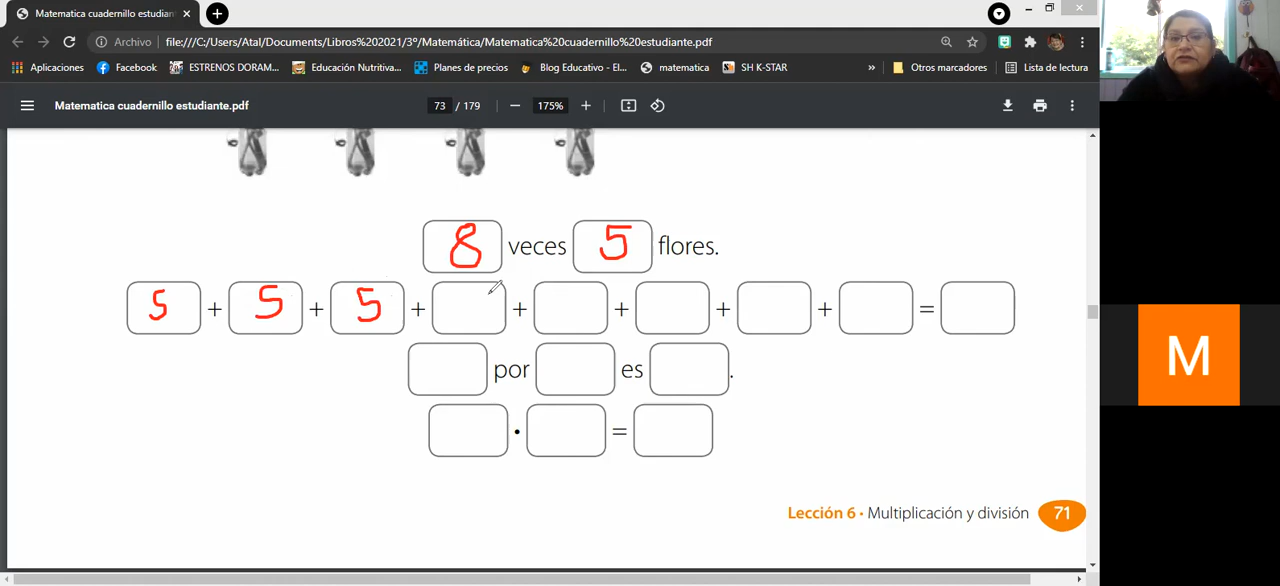 Matematica cuadernillo estudian
Archivo file:///C:/Users/Atal/Documents/Libros%202021/3º/Matemática/Matematica%20cuadernillo%20estudiante.pdf
Aplicaciones Facebook ESTRENOS DORAM... Educación Nutritiva... Planes de precios Blog Educativo - El... matematica SH K-STAR » Otros marcadores Lista de lectura
Matematica cuadernillo estudiante.pdf 73 / 179 − 175% +
8 veces 5 flores.
5 + 5 + 5 + + + + + =
por es .
• =
M
Lección 6 • Multiplicación y división 71